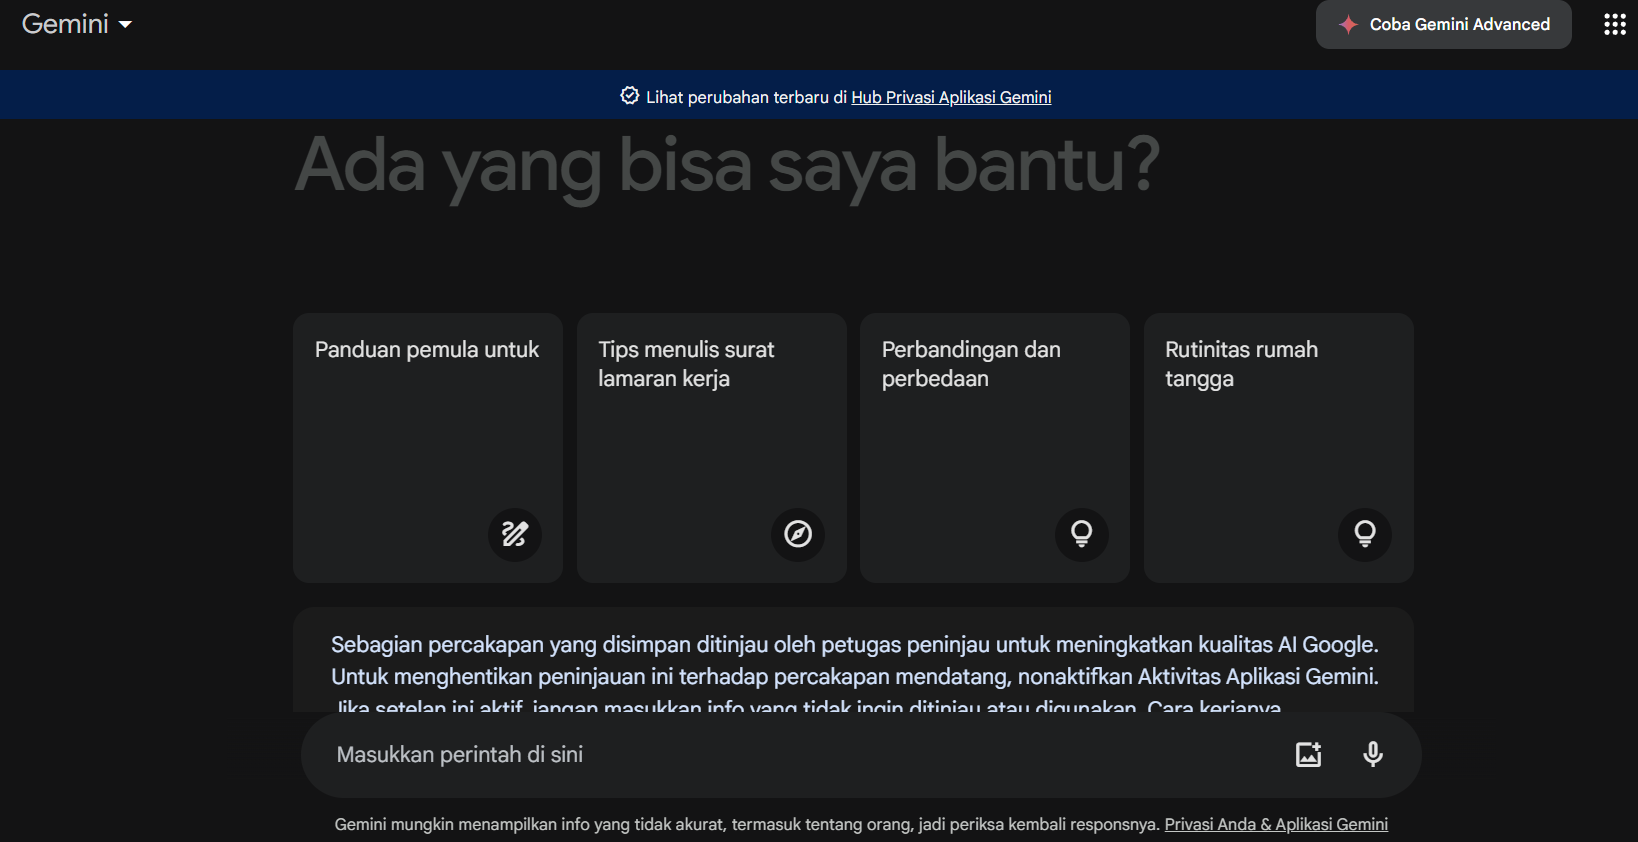 Gemini
Coba Gemini Advanced
Lihat perubahan terbaru di Hub Privasi Aplikasi Gemini
Ada yang bisa saya bantu?
Panduan pemula untuk
Tips menulis surat
lamaran kerja
Perbandingan dan
perbedaan
Rutinitas rumah
tangga
Sebagian percakapan yang disimpan ditinjau oleh petugas peninjau untuk meningkatkan kualitas AI Google.
Untuk menghentikan peninjauan ini terhadap percakapan mendatang, nonaktifkan Aktivitas Aplikasi Gemini.
Jika setelan ini aktif, jangan masukkan info yang tidak ingin ditinjau atau digunakan. Cara kerjanya
Masukkan perintah di sini
Gemini mungkin menampilkan info yang tidak akurat, termasuk tentang orang, jadi periksa kembali responsnya. Privasi Anda & Aplikasi Gemini